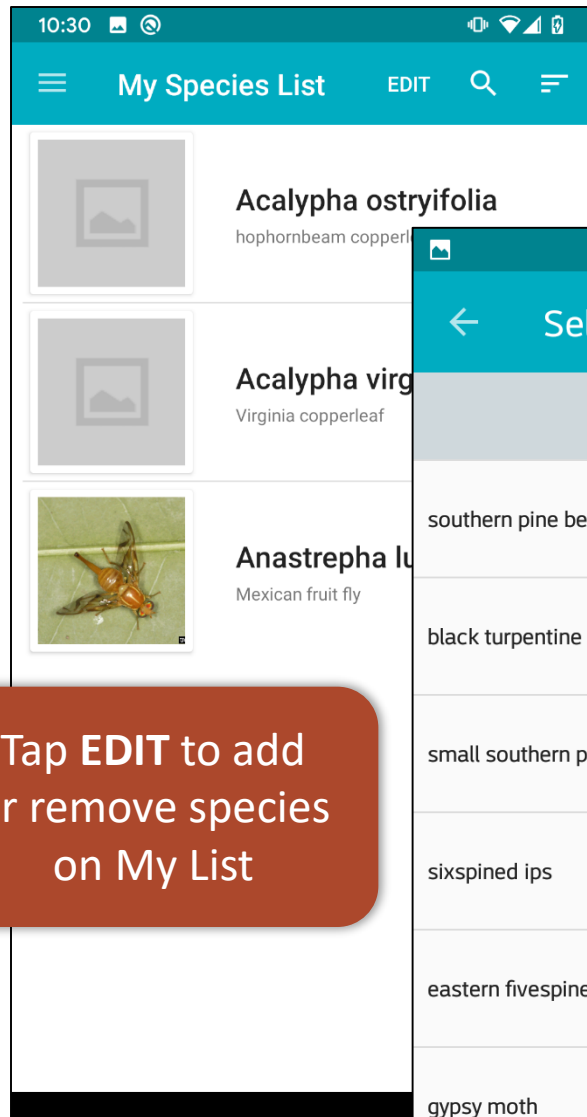 10:30
My Species List
EDIT
Acalypha ostryifolia
hophornbeam copperl
Acalypha virg
Virginia copperleaf
Anastrepha lu
Mexican fruit fly
Tap EDIT to add
r remove species
on My List
Sel
southern pine be
black turpentine
small southern p
sixspined ips
eastern fivespine
gypsy moth